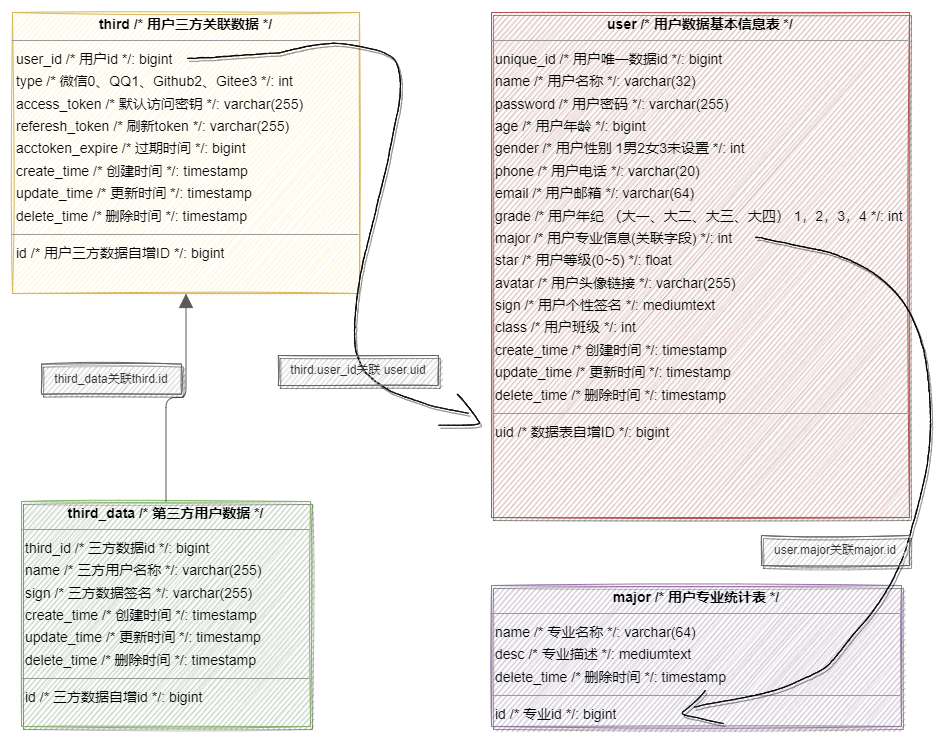 third /* 用户三方关联数据 */
user_id /* 用户id */: bigint
type /* 微信0、QQ1、Github2、Gitee3 */: int
access_token /* 默认访问密钥 */: varchar(255)
referesh_token /* 刷新token */: varchar(255)
acctoken_expire /* 过期时间 */: bigint
create_time /* 创建时间 */: timestamp
update_time /* 更新时间 */: timestamp
delete_time /* 删除时间 */: timestamp
id /* 用户三方数据自增ID */: bigint
third_data关联third.id
third.user_id关联 user.uid
third_data /* 第三方用户数据 */
third_id /* 三方数据id */: bigint
name /* 三方用户名称 */: varchar(255)
sign /* 三方数据签名 */: varchar(255)
create_time /* 创建时间 */: timestamp
update_time /* 更新时间 */: timestamp
delete_time /* 删除时间 */: timestamp
id /* 三方数据自增id */: bigint
user /* 用户数据基本信息表 */
unique_id /* 用户唯一数据id */: bigint
name /* 用户名称 */: varchar(32)
password /* 用户密码 */: varchar(255)
age /* 用户年龄 */: bigint
gender /* 用户性别 1男2女3未设置 */: int
phone /* 用户电话 */: varchar(20)
email /* 用户邮箱 */: varchar(64)
grade /* 用户年纪 （大一、大二、大三、大四） 1，2，3，4 */: int
major /* 用户专业信息(关联字段) */: int
star /* 用户等级(0~5) */: float
avatar /* 用户头像链接 */: varchar(255)
sign /* 用户个性签名 */: mediumtext
class /* 用户班级 */: int
create_time /* 创建时间 */: timestamp
update_time /* 更新时间 */: timestamp
delete_time /* 删除时间 */: timestamp
uid /* 数据表自增ID */: bigint
user.major关联major.id
major /* 用户专业统计表 */
name /* 专业名称 */: varchar(64)
desc /* 专业描述 */: mediumtext
delete_time /* 删除时间 */: timestamp
id /* 专业id */: bigint